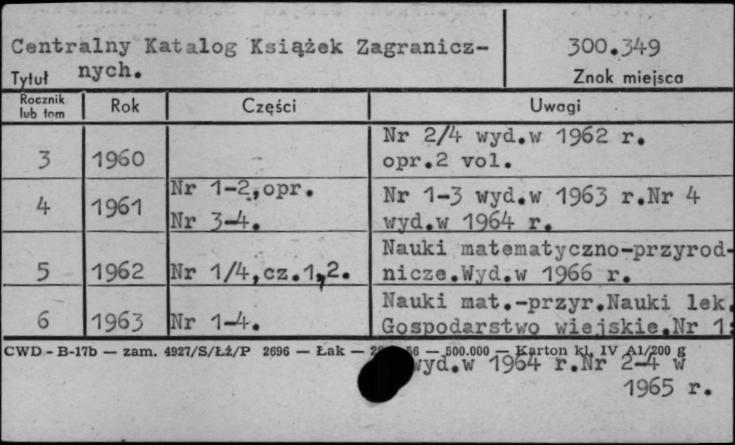 Centralny Katalog Książek Zagranicz-
nych.
300.349
Tytuł
Znak miejsca
Rocznik lub tom
Rok
Części
Uwagi
3 1960 Nr 2/4 wyd.w 1962 r.
opr.2 vol.
4 1961 Nr 1-2,opr. Nr 1-3 wyd.w 1963 r.Nr 4
Nr 3-4. wyd.w 1964 r.
5 1962 Nr 1/4,cz.1,2. Nauki matematyczno-przyrod-
nicze.Wyd.w 1966 r.
6 1963 Nr 1-4. Nauki mat.-przyr.Nauki lek.
Gospodarstwo wiejskie.Nr 1:
CWD - B-17b — zam. 4927/S/Łż/P 2696 — Łak — 56 — 500.000 — Karton kl. IV A1/200 g
wyd.w 1964 r.Nr 2-4 w
1965 r.